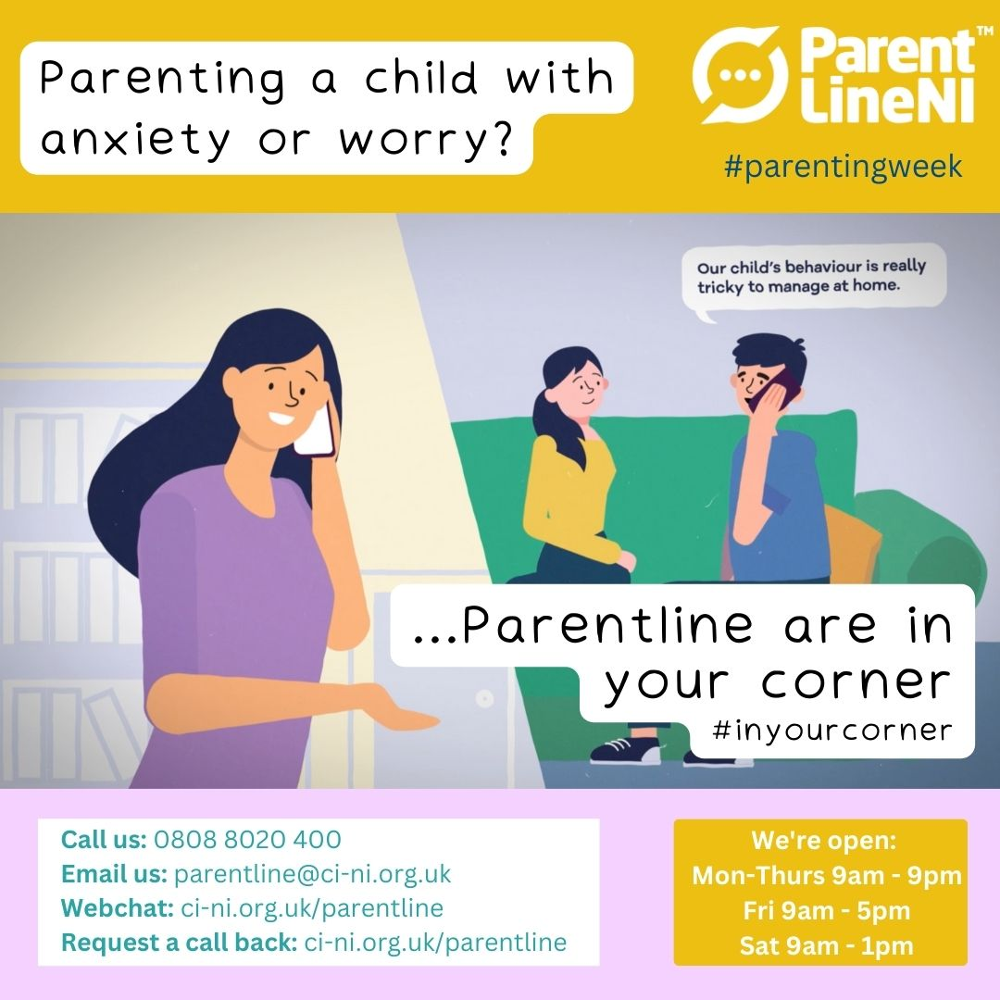 Parenting a child with
anxiety or worry?
Parent™
LineNI
#parentingweek
Our child's behaviour is really
tricky to manage at home.
...Parentline are in
your corner
#inyourcorner
Call us: 0808 8020 400
Email us: parentline@ci-ni.org.uk
Webchat: ci-ni.org.uk/parentline
Request a call back: ci-ni.org.uk/parentline
We're open:
Mon-Thurs 9am - 9pm
Fri 9am - 5pm
Sat 9am - 1pm